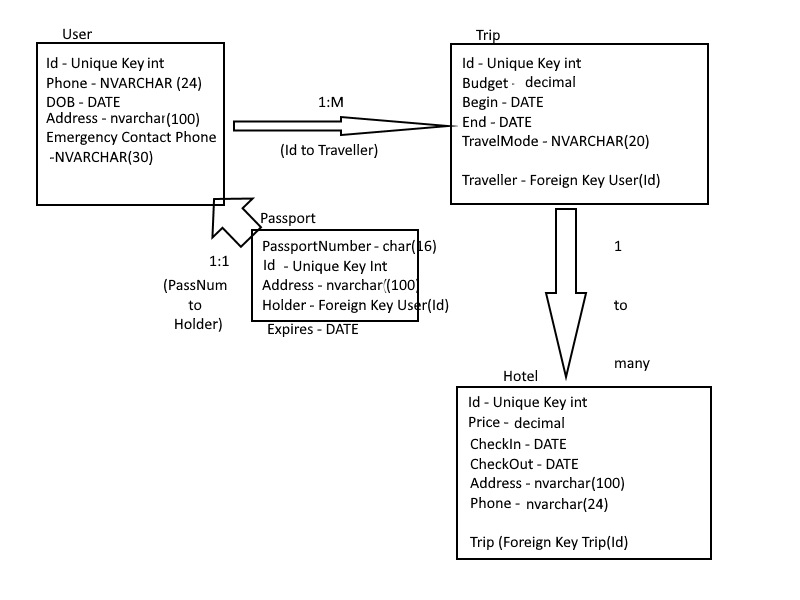 User
Id - Unique Key int
Phone - NVARCHAR (24)
DOB - DATE
Address - nvarchar(100)
Emergency Contact Phone
-NVARCHAR(30)
1:M
(Id to Traveller)
Trip
Id - Unique Key int
Budget - decimal
Begin - DATE
End - DATE
TravelMode - NVARCHAR(20)
Traveller - Foreign Key User(Id)
Passport
PassportNumber - char(16)
Id - Unique Key Int
Address - nvarchar(100)
Holder - Foreign Key User(Id)
Expires - DATE
1:1
(PassNum
to
Holder)
1
to
many
Hotel
Id - Unique Key int
Price - decimal
CheckIn - DATE
CheckOut - DATE
Address - nvarchar(100)
Phone - nvarchar(24)
Trip (Foreign Key Trip(Id)